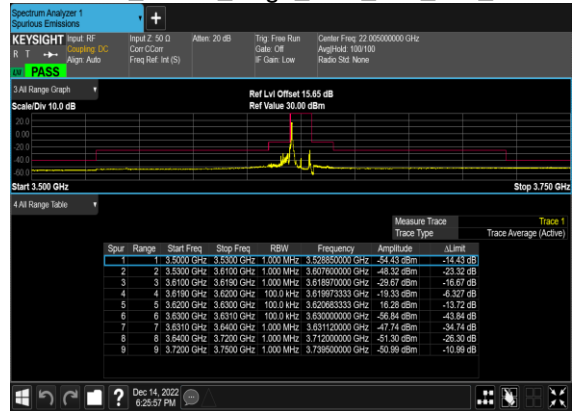 Spectrum Analyzer 1
Spurious Emissions
KEYSIGHT Input: RF Input Z: 50 Ω Atten: 20 dB Trig: Free Run Center Freq: 22.005000000 GHz
R T Coupling: DC Corr CCorr Gate: Off Avg|Hold: 100/100
Align: Auto Freq Ref: Int (S) IF Gain: Low Radio Std: None
PASS
3 All Range Graph
Ref Lvl Offset 15.65 dB
Scale/Div 10.0 dB Ref Value 30.00 dBm
20.0
0.00
-20.0
-40.0
-60.0
Start 3.500 GHz Stop 3.750 GHz
4 All Range Table
Measure Trace Trace 1
Trace Type Trace Average (Active)
Spur Range Start Freq Stop Freq RBW Frequency Amplitude ΔLimit
1 1 3.5000 GHz 3.5300 GHz 1.000 MHz 3.528850000 GHz -54.43 dBm -14.43 dB
2 2 3.5300 GHz 3.6100 GHz 1.000 MHz 3.607600000 GHz -48.32 dBm -23.32 dB
3 3 3.6100 GHz 3.6190 GHz 1.000 MHz 3.618970000 GHz -29.67 dBm -16.67 dB
4 4 3.6190 GHz 3.6200 GHz 100.0 kHz 3.619973333 GHz -19.33 dBm -6.327 dB
5 5 3.6200 GHz 3.6300 GHz 100.0 kHz 3.620683333 GHz 16.28 dBm -13.72 dB
6 6 3.6300 GHz 3.6310 GHz 100.0 kHz 3.630000000 GHz -56.84 dBm -43.84 dB
7 7 3.6310 GHz 3.6400 GHz 1.000 MHz 3.631120000 GHz -47.74 dBm -34.74 dB
8 8 3.6400 GHz 3.7200 GHz 1.000 MHz 3.712000000 GHz -51.30 dBm -26.30 dB
9 9 3.7200 GHz 3.7500 GHz 1.000 MHz 3.739500000 GHz -50.99 dBm -10.99 dB
Dec 14, 2022
6:25:57 PM